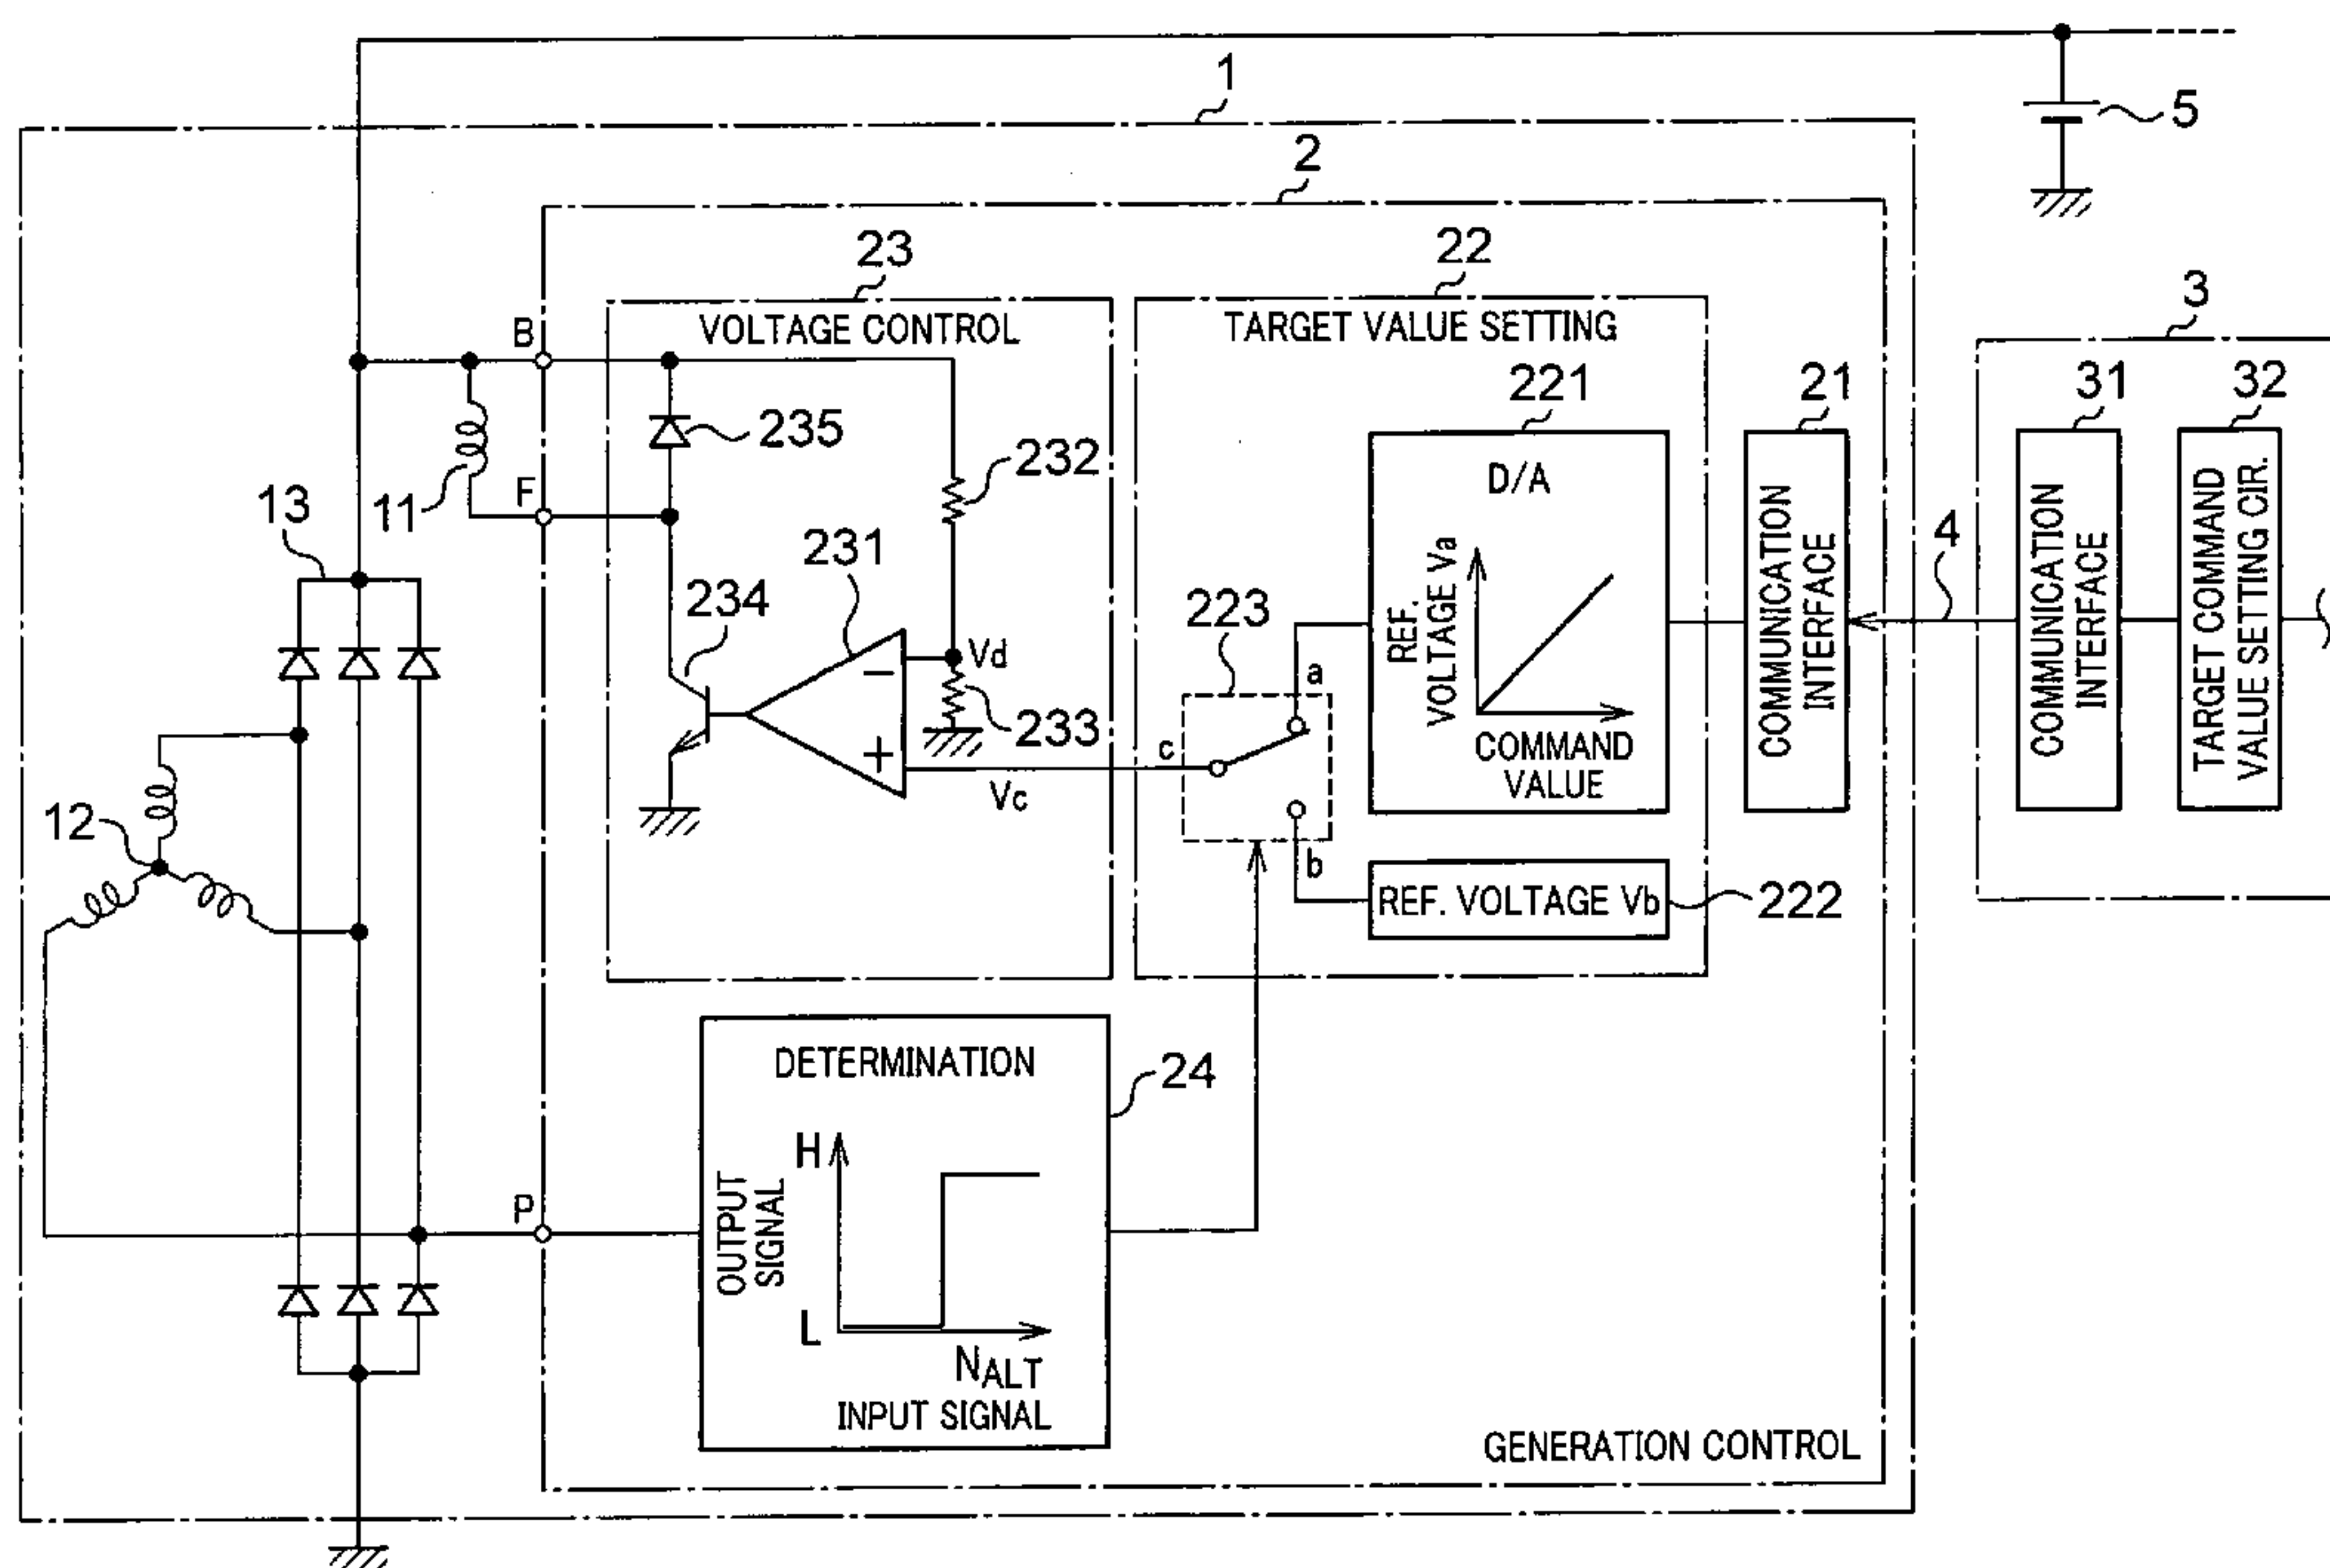 1
5
2
23
22
3
VOLTAGE CONTROL
TARGET VALUE SETTING
B
221
21
31
32
235
D/A
232
11
F
13
231
REF.
VOLTAGE Va
COMMUNICATION
INTERFACE
4
COMMUNICATION
INTERFACE
TARGET COMMAND
VALUE SETTING CIR.
234
223
Vd
a
−
233
+
c
COMMAND
VALUE
Vc
12
b
REF. VOLTAGE Vb
222
DETERMINATION
24
H
OUTPUT
SIGNAL
P
L
NALT
INPUT SIGNAL
GENERATION CONTROL